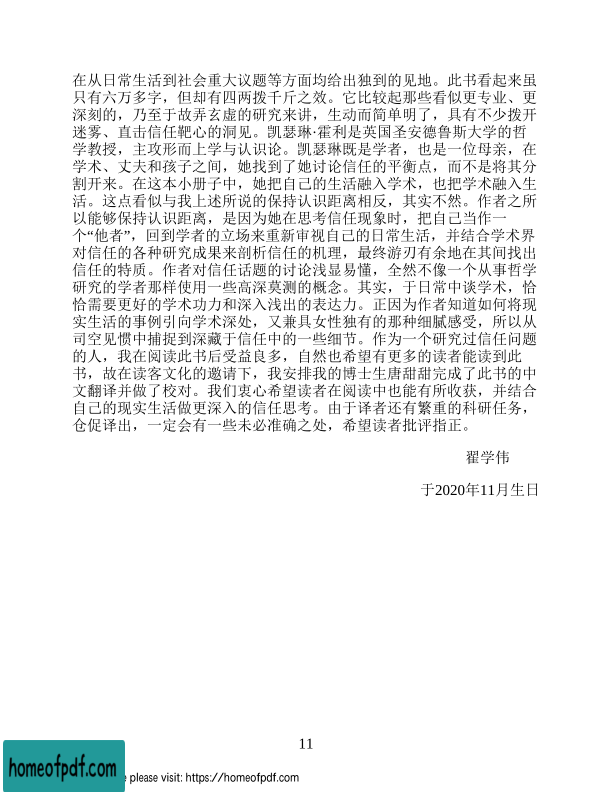 在从日常生活到社会重大议题等方面均给出独到的见地。此书看起来虽
只有六万多字，但却有四两拨千斤之效。它比较起那些看似更专业、更
深刻的，乃至于故弄玄虚的研究来讲，生动而简单明了，具有不少拨开
迷雾、直击信任靶心的洞见。凯瑟琳·霍利是英国圣安德鲁斯大学的哲
学教授，主攻形而上学与认识论。凯瑟琳既是学者，也是一位母亲，在
学术、丈夫和孩子之间，她找到了她讨论信任的平衡点，而不是将其分
割开来。在这本小册子中，她把自己的生活融入学术，也把学术融入生
活。这点看似与我上述所说的保持认识距离相反，其实不然。作者之所
以能够保持认识距离，是因为她在思考信任现象时，把自己当作一
个“他者”，回到学者的立场来重新审视自己的日常生活，并结合学术界
对信任的各种研究成果来剖析信任的机理，最终游刃有余地在其间找出
信任的特质。作者对信任话题的讨论浅显易懂，全然不像一个从事哲学
研究的学者那样使用一些高深莫测的概念。其实，于日常中谈学术，恰
恰需要更好的学术功力和深入浅出的表达力。正因为作者知道如何将现
实生活的事例引向学术深处，又兼具女性独有的那种细腻感受，所以从
司空见惯中捕捉到深藏于信任中的一些细节。作为一个研究过信任问题
的人，我在阅读此书后受益良多，自然也希望有更多的读者能读到此
书，故在读客文化的邀请下，我安排我的博士生唐甜甜完成了此书的中
文翻译并做了校对。我们衷心希望读者在阅读中也能有所收获，并结合
自己的现实生活做更深入的信任思考。由于译者还有繁重的科研任务，
仓促译出，一定会有一些未必准确之处，希望读者批评指正。
翟学伟
于2020年11月生日
11
homeofpdf.com
please visit: https://homeofpdf.com